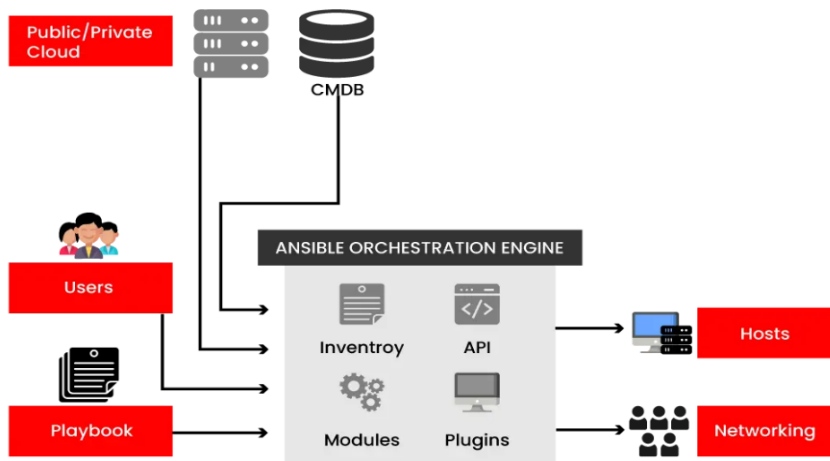 Public/Private
Cloud
CMDB
ANSIBLE ORCHESTRATION ENGINE
Users
Inventroy
API
Hosts
Playbook
Modules
Plugins
Networking